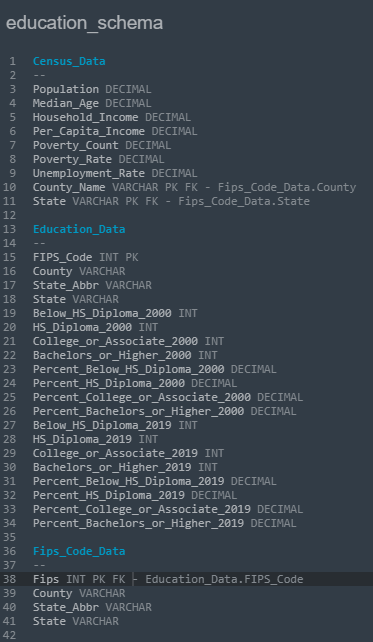 education_schema
1 Census_Data
2 --
3 Population DECIMAL
4 Median_Age DECIMAL
5 Household_Income DECIMAL
6 Per_Capita_Income DECIMAL
7 Poverty_Count DECIMAL
8 Poverty_Rate DECIMAL
9 Unemployment_Rate DECIMAL
10 County_Name VARCHAR PK FK - Fips_Code_Data.County
11 State VARCHAR PK FK - Fips_Code_Data.State
12
13 Education_Data
14 --
15 FIPS_Code INT PK
16 County VARCHAR
17 State_Abbr VARCHAR
18 State VARCHAR
19 Below_HS_Diploma_2000 INT
20 HS_Diploma_2000 INT
21 College_or_Associate_2000 INT
22 Bachelors_or_Higher_2000 INT
23 Percent_Below_HS_Diploma_2000 DECIMAL
24 Percent_HS_Diploma_2000 DECIMAL
25 Percent_College_or_Associate_2000 DECIMAL
26 Percent_Bachelors_or_Higher_2000 DECIMAL
27 Below_HS_Diploma_2019 INT
28 HS_Diploma_2019 INT
29 College_or_Associate_2019 INT
30 Bachelors_or_Higher_2019 INT
31 Percent_Below_HS_Diploma_2019 DECIMAL
32 Percent_HS_Diploma_2019 DECIMAL
33 Percent_College_or_Associate_2019 DECIMAL
34 Percent_Bachelors_or_Higher_2019 DECIMAL
35
36 Fips_Code_Data
37 --
38 Fips INT PK FK - Education_Data.FIPS_Code
39 County VARCHAR
40 State_Abbr VARCHAR
41 State VARCHAR
42